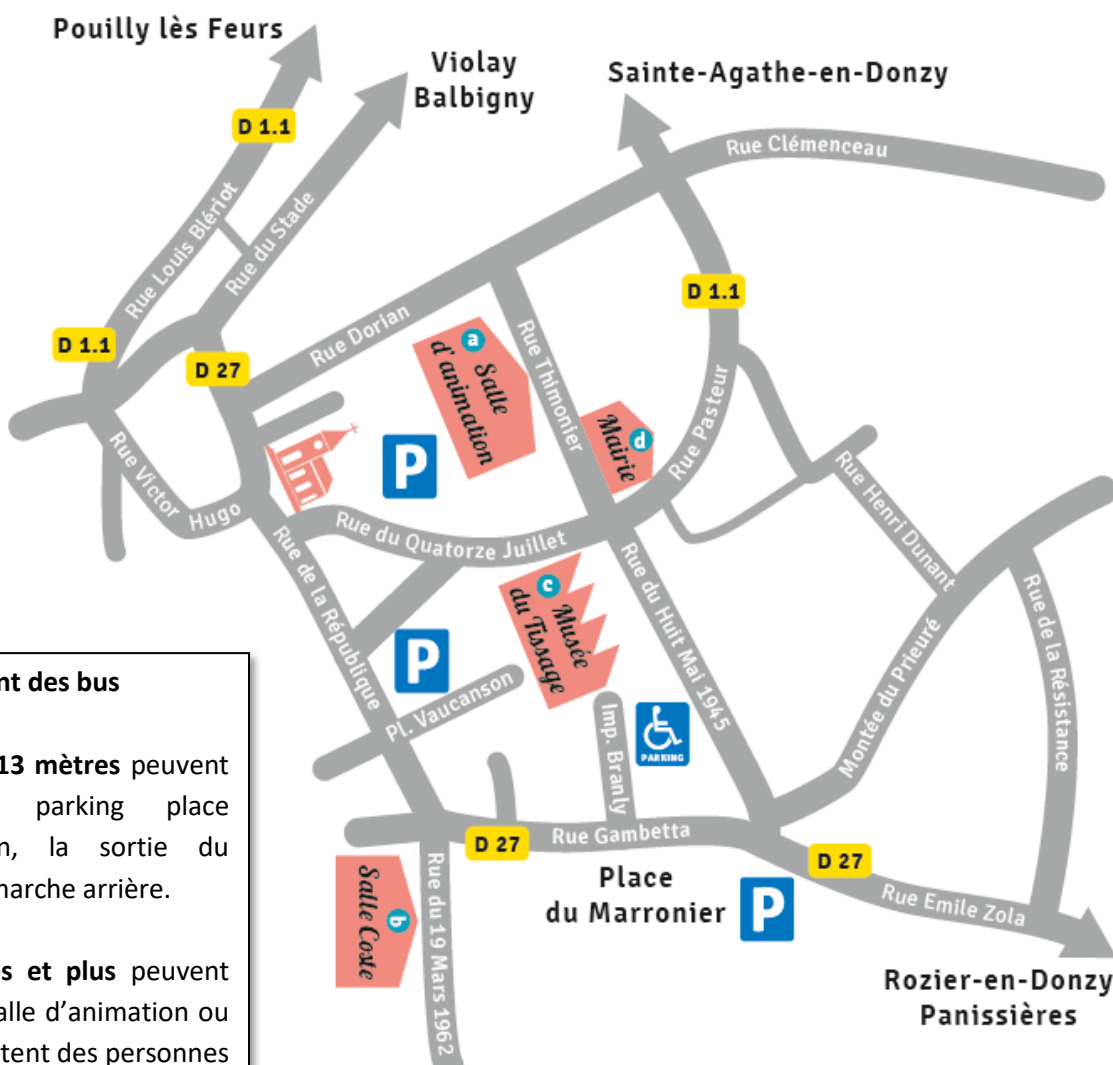 Pouilly lès Feurs
Violay
Balbigny
Sainte-Agathe-en-Donzy
D 1.1
Rue Clémenceau
Rue Louis Blériot
Rue du Stade
D 1.1
D 1.1
D 27
Rue Dorian
a
Salle
d'animation
Rue Thimonier
d
Mairie
Rue Pasteur
Rue Victor Hugo
P
Rue du Quatorze Juillet
Rue Henri Dunant
Rue de la République
c
Musée
du Tissage
Rue du Huit Mai 1945
Rue de la Résistance
P
Pl. Vaucanson
Imp. Branly
PARKING
Montée du Prieuré
D 27
Rue Gambetta
D 27
Rue Emile Zola
Place
du Marronier
P
b
Salle Coste
Rue du 19 Mars 1962
Rozier-en-Donzy
Panissières
des bus
13 mètres peuvent
parking place
la sortie du
marche arrière.
et plus peuvent
d'animation ou
des personnes